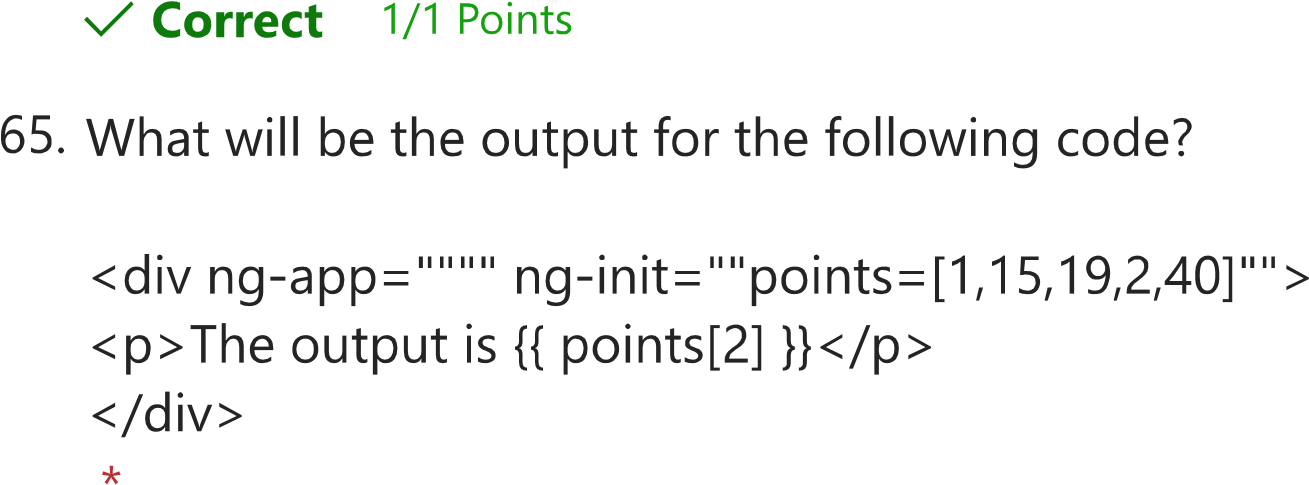 ✓ Correct 1/1 Points
65. What will be the output for the following code?
<div ng-app="""" ng-init=""points=[1,15,19,2,40]"">
<p>The output is {{ points[2] }}</p>
</div>
*